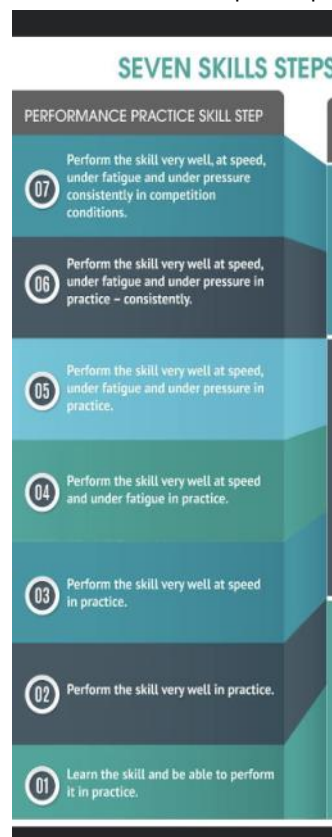 SEVEN SKILLS STEPS
PERFORMANCE PRACTICE SKILL STEP
07
Perform the skill very well, at speed,
under fatigue and under pressure
consistently in competition
conditions.
06
Perform the skill very well at speed,
under fatigue and under pressure in
practice – consistently.
05
Perform the skill very well at speed,
under fatigue and under pressure in
practice.
04
Perform the skill very well at speed
and under fatigue in practice.
03
Perform the skill very well at speed
in practice.
02
Perform the skill very well in practice.
01
Learn the skill and be able to perform
it in practice.